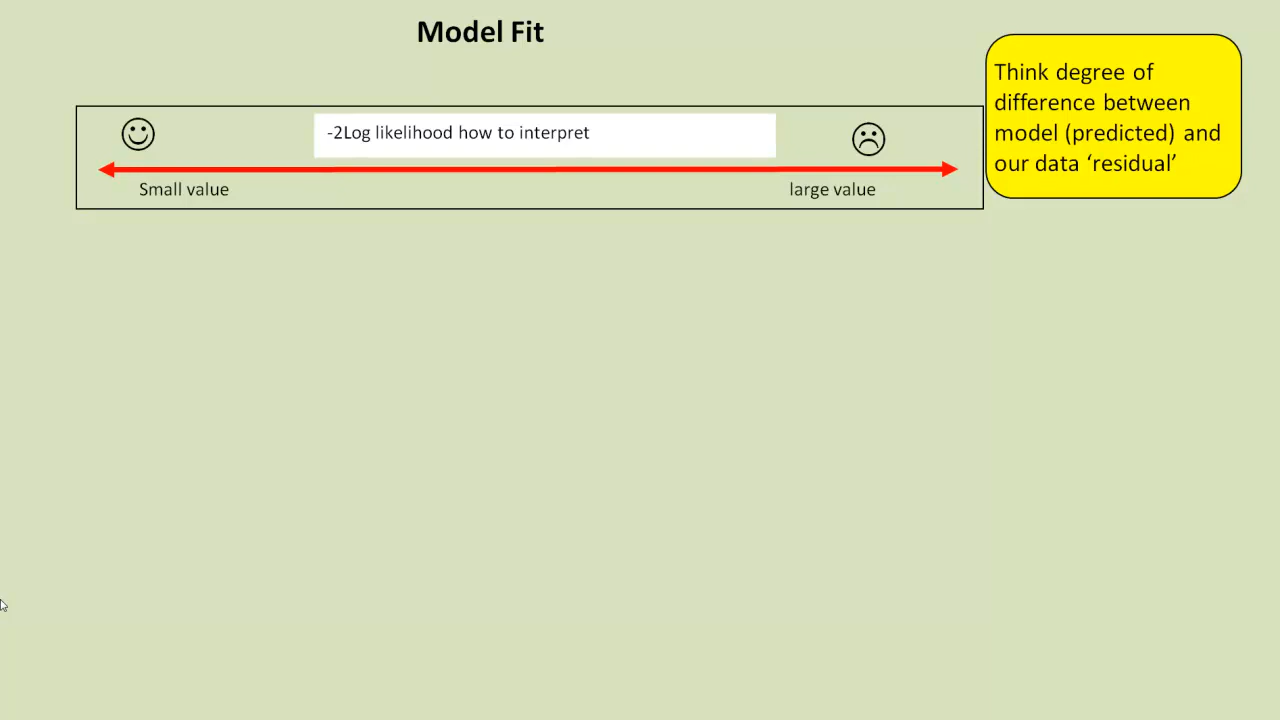 Model Fit
Think degree of
difference between
model (predicted) and
our data ‘residual’
-2Log likelihood how to interpret
Small value
large value